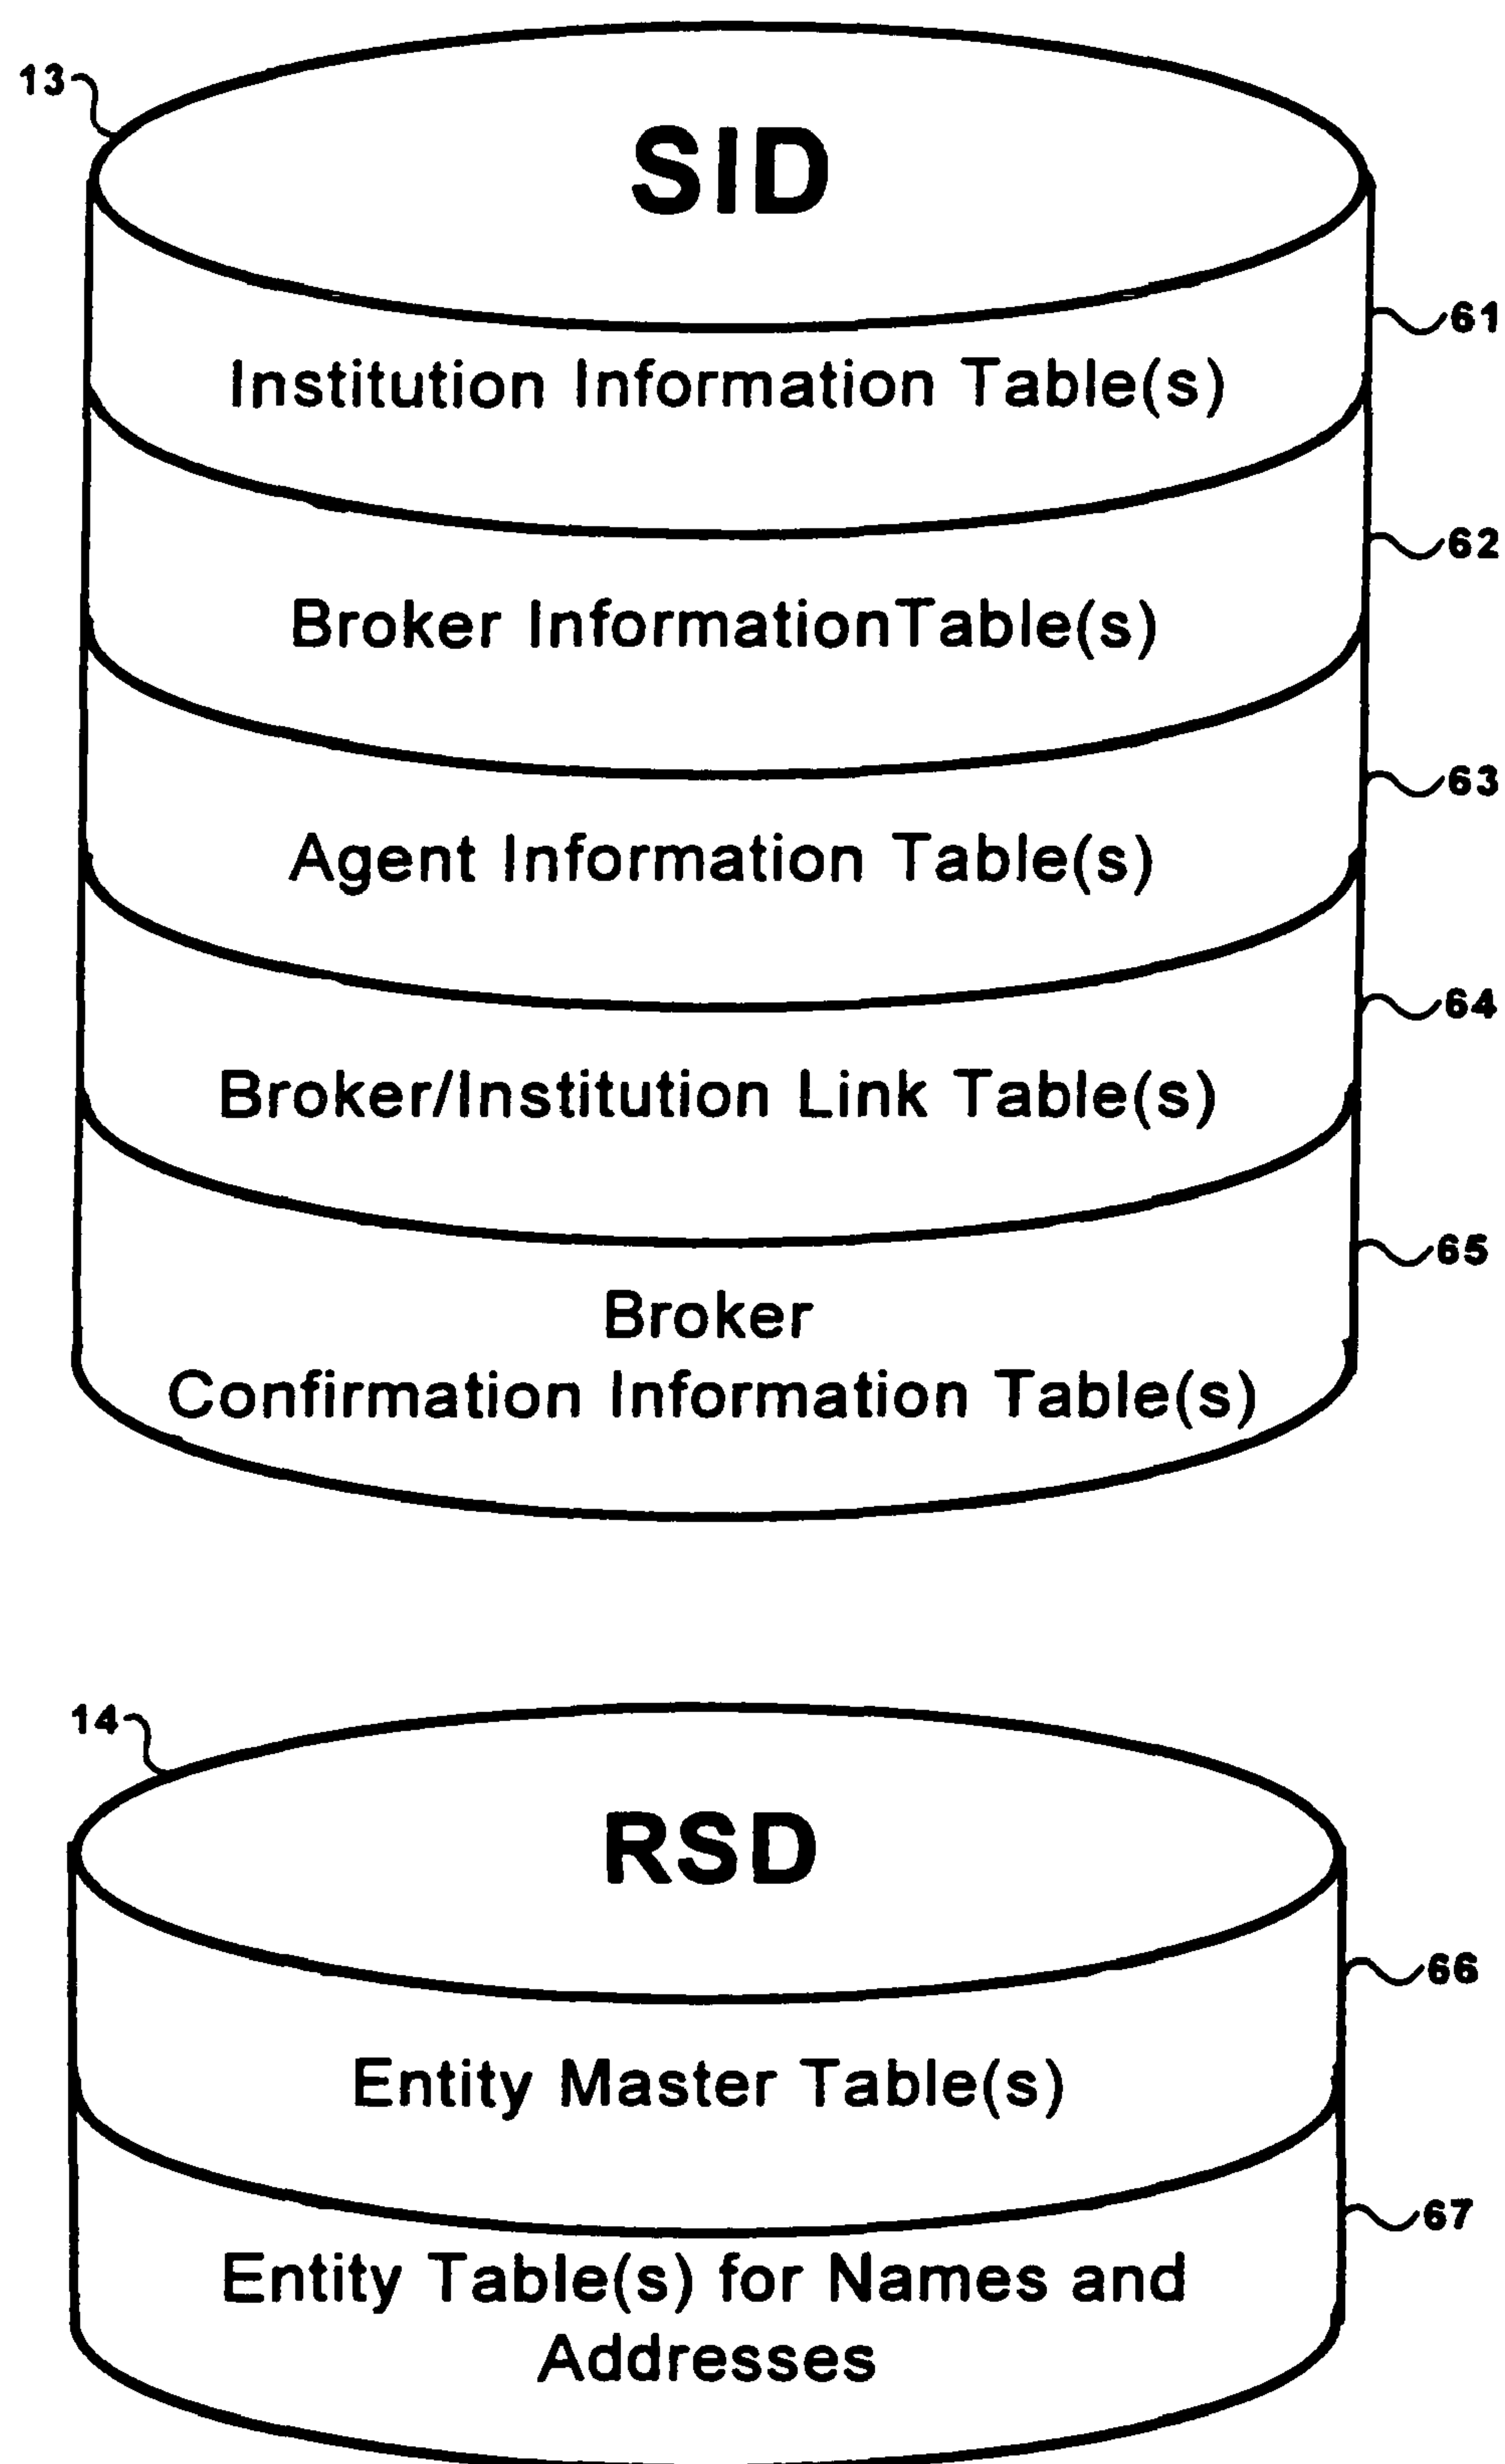 13
SID
61
Institution Information Table(s)
62
Broker InformationTable(s)
63
Agent Information Table(s)
64
Broker/Institution Link Table(s)
65
Broker
Confirmation Information Table(s)
14
RSD
66
Entity Master Table(s)
67
Entity Table(s) for Names and
Addresses